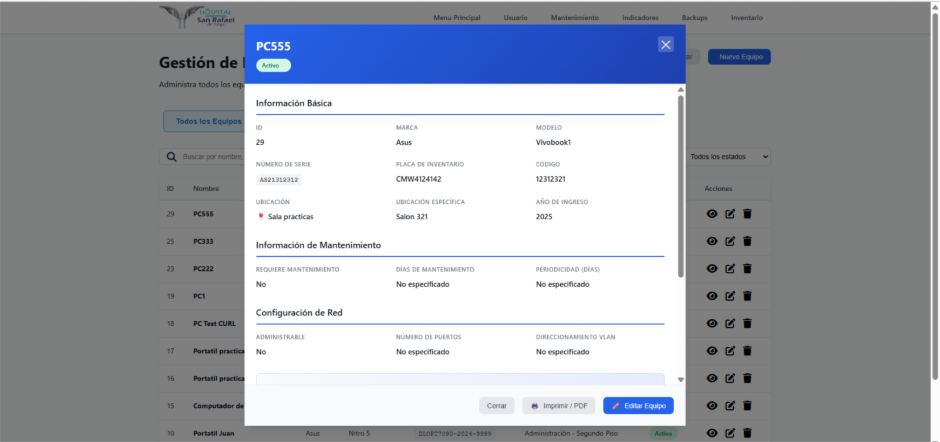 HOSPITAL
San Rafael
Menu Principal Usuario Mantenimiento Indicadores Backups Inventario
PC555
Activo
Gestión de
ar Nuevo Equipo
Administra todos los equ
Todos los Equipos
Buscar por nombre, Todos los estados
ID Nombre Acciones
29 PC555
25 PC333
23 PC222
19 PC1
18 PC Test CURL
17 Portatil practica
16 Portatil practica
15 Computador de
10 Portatil Juan Asus Nitro 5 Administración - Segundo Piso Activo
Información Básica
ID MARCA MODELO
29 Asus Vivobook1
NÚMERO DE SERIE PLACA DE INVENTARIO CÓDIGO
AS21312312 CMW4124142 12312321
UBICACIÓN UBICACIÓN ESPECÍFICA AÑO DE INGRESO
Sala practicas Salon 321 2025
Información de Mantenimiento
REQUIERE MANTENIMIENTO DÍAS DE MANTENIMIENTO PERIODICIDAD (DÍAS)
No No especificado No especificado
Configuración de Red
ADMINISTRABLE NÚMERO DE PUERTOS DIRECCIONAMIENTO VLAN
No No especificado No especificado
Cerrar Imprimir / PDF Editar Equipo